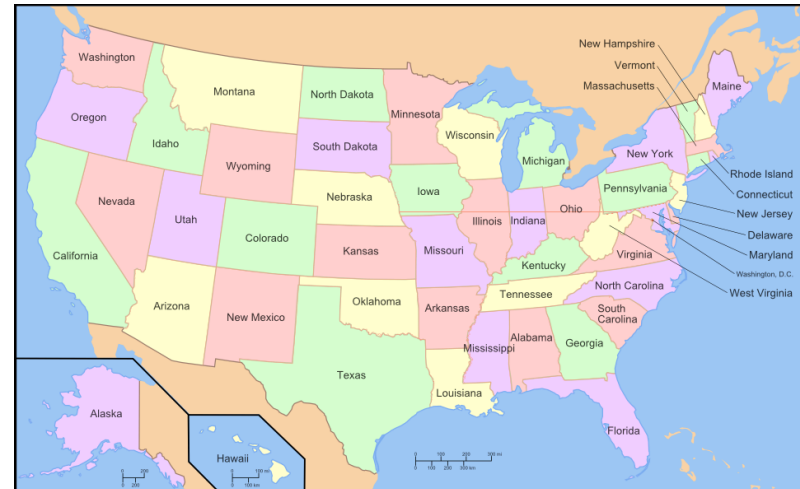 New Hampshire
Vermont
Massachusetts
Washington
Montana
North Dakota
Minnesota
Maine
Oregon
Idaho
Wisconsin
South Dakota
Michigan
New York
Wyoming
Rhode Island
Pennsylvania
Connecticut
Nevada
Nebraska
Iowa
New Jersey
Utah
Illinois
Indiana
Ohio
Delaware
Colorado
Kansas
Missouri
Maryland
California
Virginia
Washington, D.C.
Kentucky
North Carolina
West Virginia
Tennessee
Arizona
Oklahoma
New Mexico
Arkansas
South
Carolina
Alabama
Georgia
Mississippi
Texas
Louisiana
Alaska
Florida
Hawaii